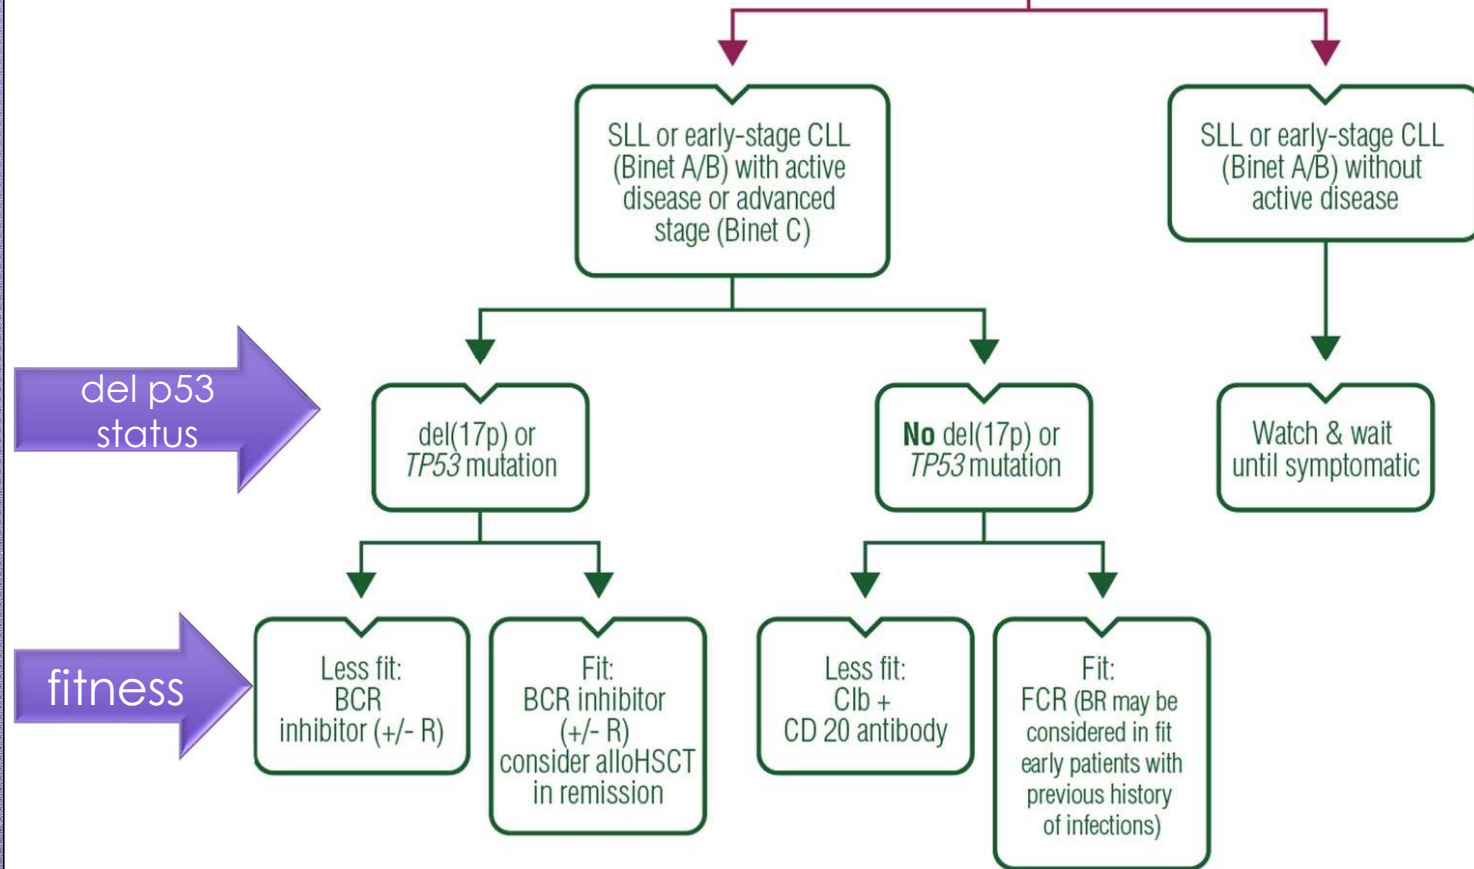 SLL or early-stage CLL
(Binet A/B) with active
disease or advanced
stage (Binet C)
SLL or early-stage CLL
(Binet A/B) without
active disease
del p53
status
del(17p) or
TP53 mutation
No del(17p) or
TP53 mutation
Watch & wait
until symptomatic
fitness
Less fit:
BCR
inhibitor (+/- R)
Fit:
BCR inhibitor
(+/- R)
consider alloHSCT
in remission
Less fit:
Clb +
CD 20 antibody
Fit:
FCR (BR may be
considered in fit
early patients with
previous history
of infections)